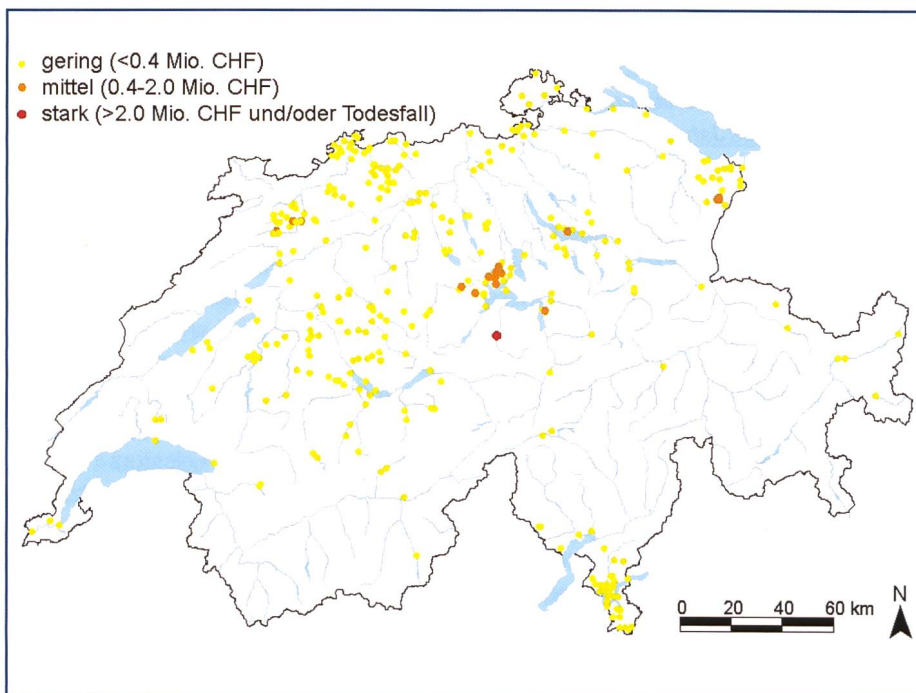 gering (<0.4 Mio. CHF)
mittel (0.4-2.0 Mio. CHF)
stark (>2.0 Mio. CHF und/oder Todesfall)
N
0 20 40 60 km